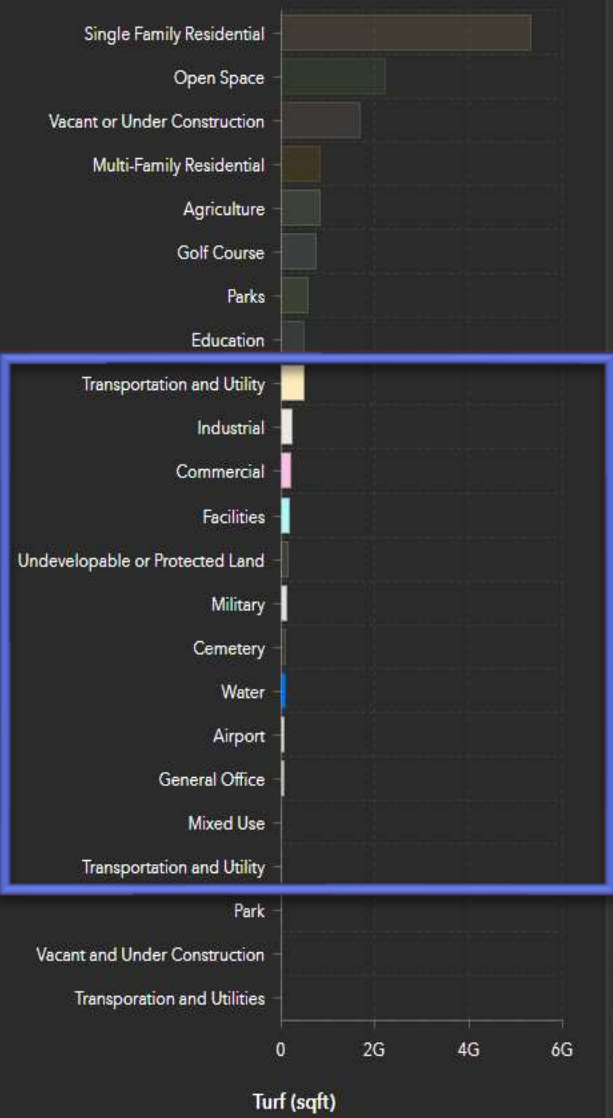 Single Family Residential
Open Space
Vacant or Under Construction
Multi-Family Residential
Agriculture
Golf Course
Parks
Education
Transportation and Utility
Industrial
Commercial
Facilities
Undevelopable or Protected Land
Military
Cemetery
Water
Airport
General Office
Mixed Use
Transportation and Utility
Park
Vacant and Under Construction
Transporation and Utilities
0 2G 4G 6G
Turf (sqft)